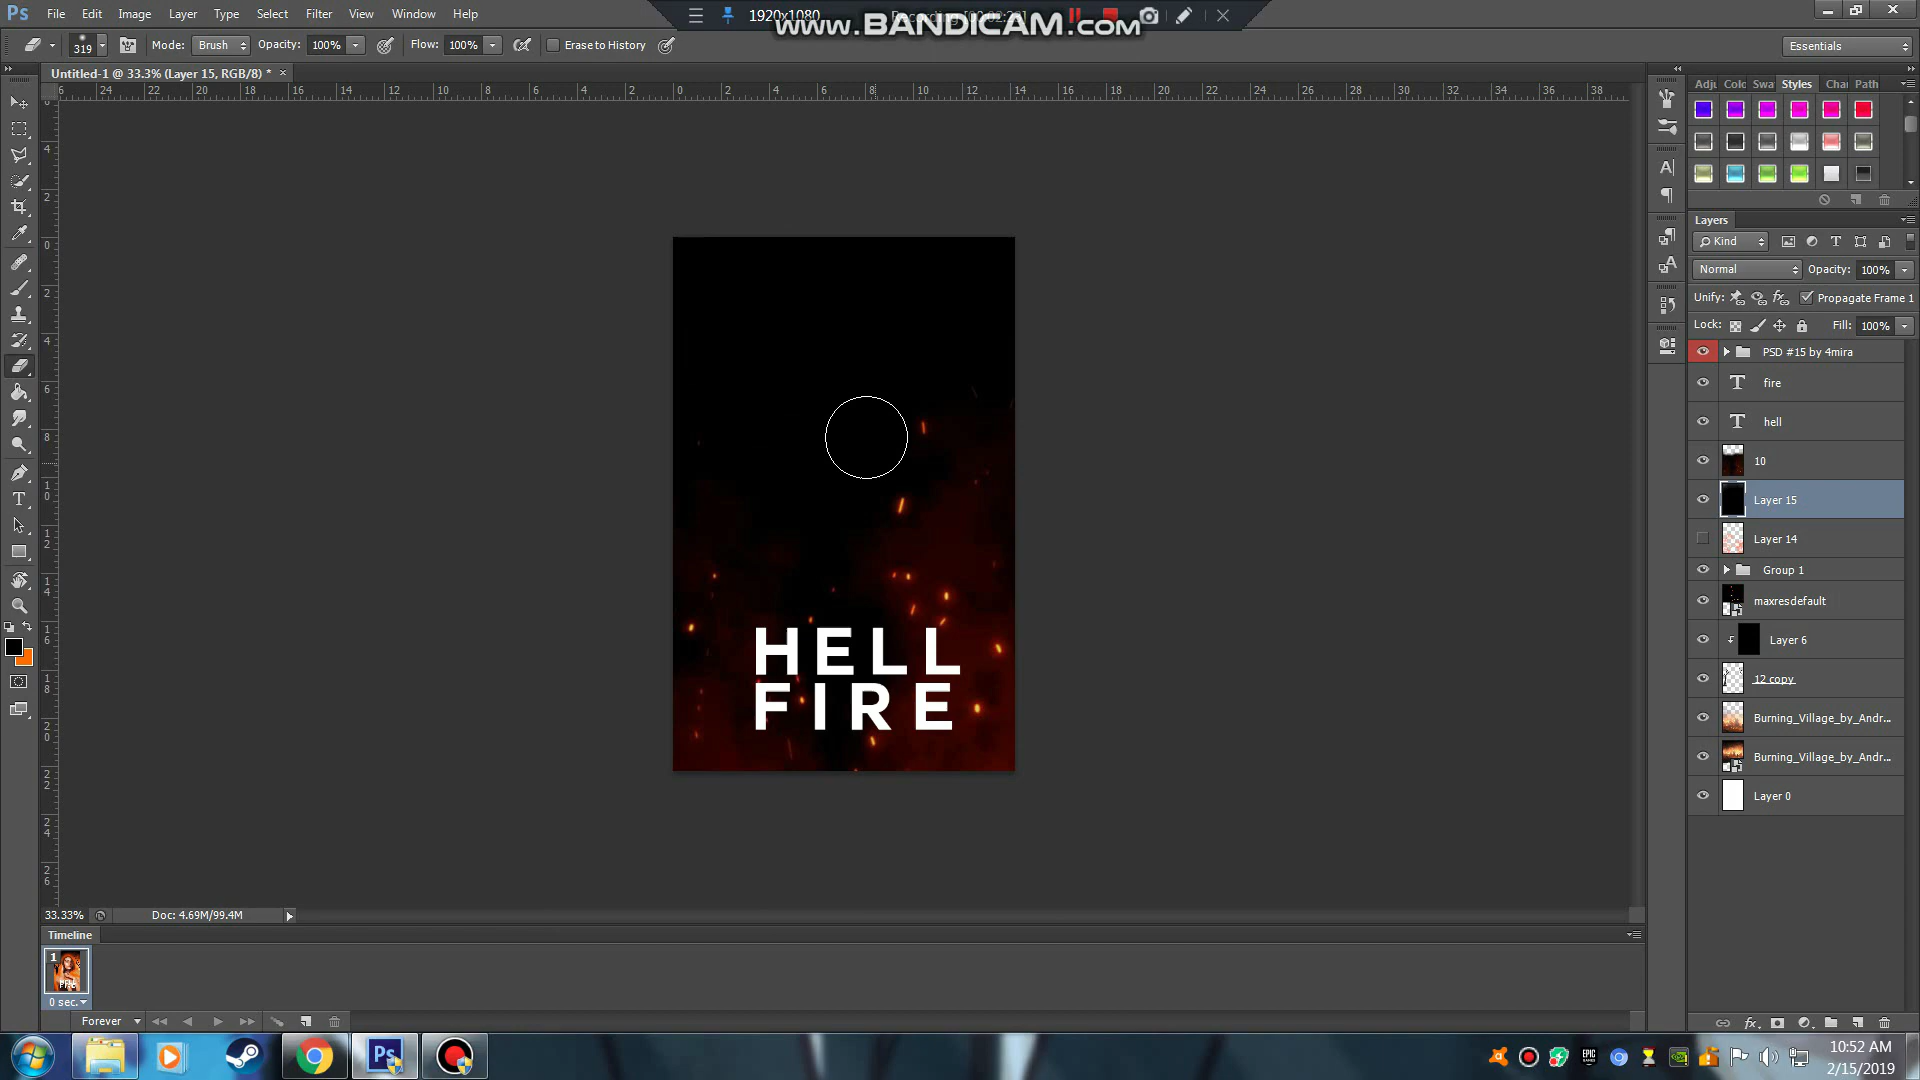 Ps File Edit Image Layer Type Select Filter 3D View Window Help
1920x1080
www.BANDICAM.com
319 Mode: Brush Opacity: 100% Flow: 100% Erase to History
Essentials
Untitled-1 @ 33.3% (Layer 15, RGB/8) *
Styles
Layers
Kind
Normal Opacity: 100%
Unify: Propagate Frame 1
Lock: Fill: 100%
PSD #15 by 4mira
T fire
T hell
10
Layer 15
Layer 14
Group 1
maxresdefault
Layer 6
12 copy
Burning_Village_by_Andr...
Burning_Village_by_Andr...
Layer 0
HELL
FIRE
33.33% Doc: 4.69M/99.4M
Timeline
1
0 sec.
Forever
10:52 AM
2/15/2019